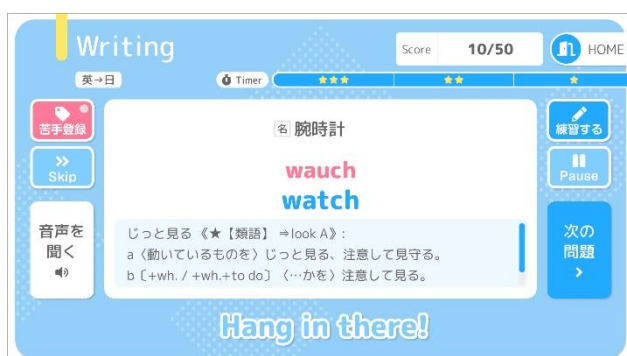 Writing
Score 10/50
HOME
英→日
Timer
苦手登録
Skip
音声を
聞く
名 腕時計
wauch
watch
じっと見る 《★【類語】 ⇒look A》:
a〈動いているものを〉じっと見る、注意して見守る。
b〔+wh. / +wh.+to do〕〈…かを〉注意して見る。
練習する
Pause
次の
問題
Hang in there!